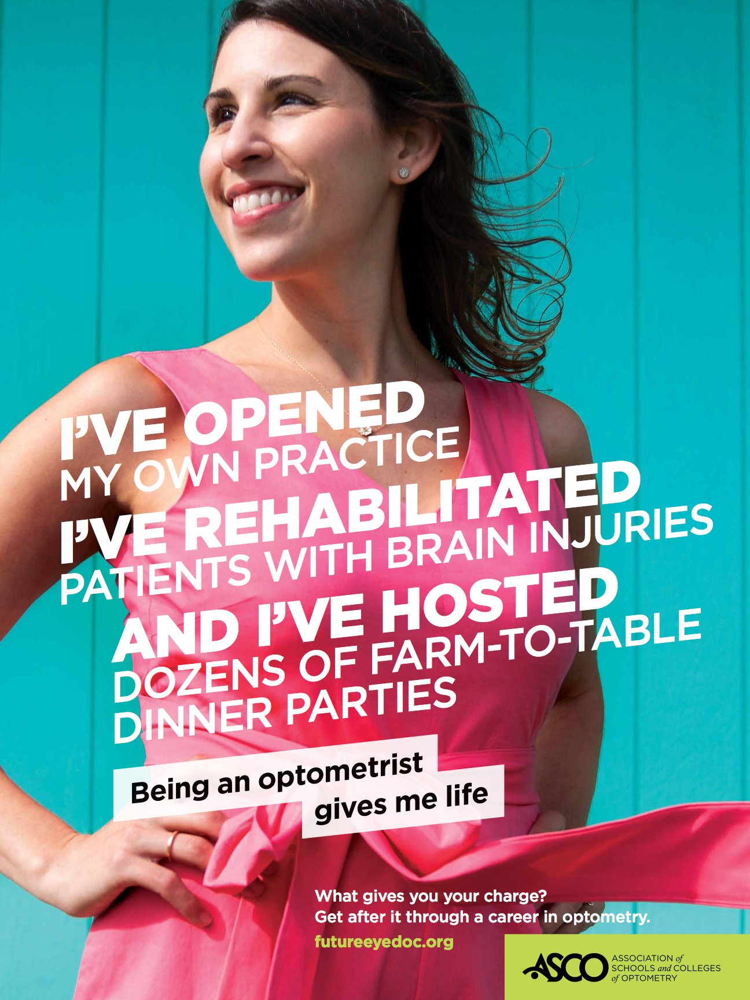 I'VE OPENED
MY OWN PRACTICE
I'VE REHABILITATED
PATIENTS WITH BRAIN INJURIES
AND I'VE HOSTED
DOZENS OF FARM-TO-TABLE
DINNER PARTIES
Being an optometrist
gives me life
What gives you your charge?
Get after it through a career in optometry.
futureeyedoc.org
ASCO
ASSOCIATION of
SCHOOLS and COLLEGES
of OPTOMETRY